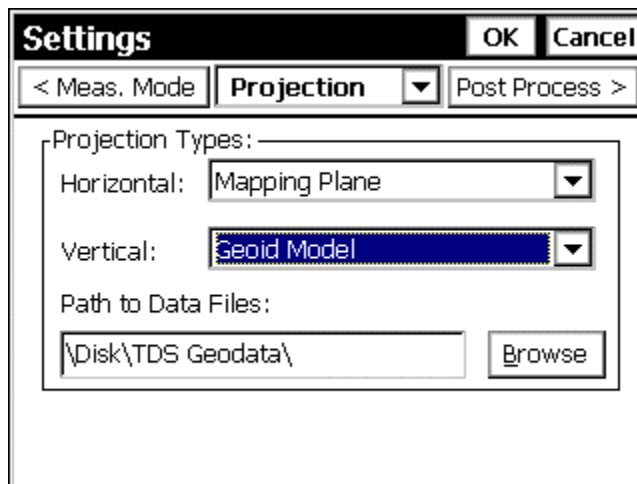 Settings OK Cancel
< Meas. Mode Projection Post Process >
Projection Types:
Horizontal: Mapping Plane
Vertical: Geoid Model
Path to Data Files:
\Disk\TDS Geodata\ Browse